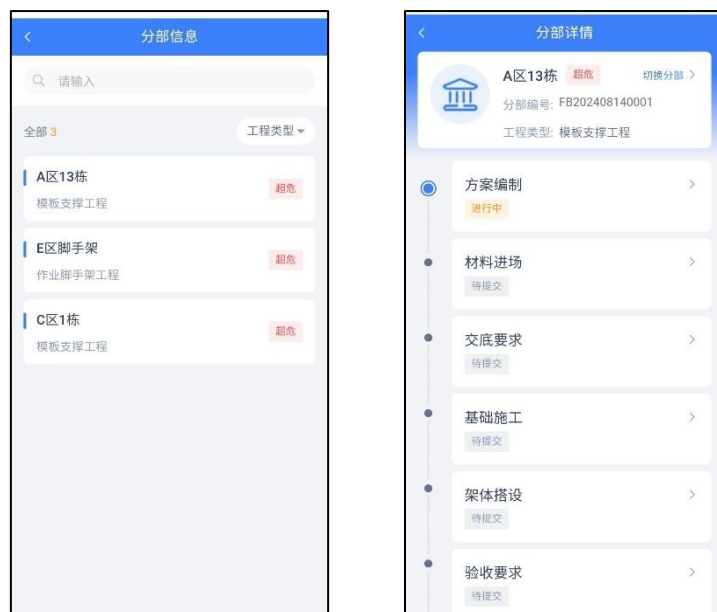 分部信息
请输入
全部 3
工程类型
A区13栋
超危
模板支撑工程
E区脚手架
超危
作业脚手架工程
C区1栋
超危
模板支撑工程
分部详情
A区13栋 超危 切换分部
分部编号: FB202408140001
工程类型: 模板支撑工程
方案编制
进行中
材料进场
待提交
交底要求
待提交
基础施工
待提交
架体搭设
待提交
验收要求
待提交